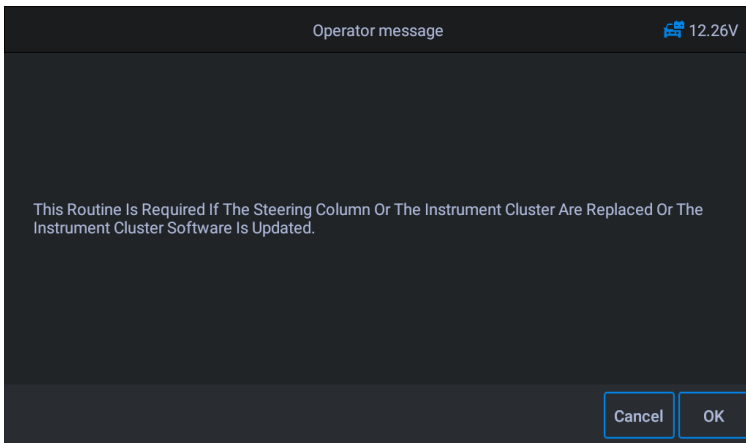 Operator message
12.26V
This Routine Is Required If The Steering Column Or The Instrument Cluster Are Replaced Or The
Instrument Cluster Software Is Updated.
Cancel
OK